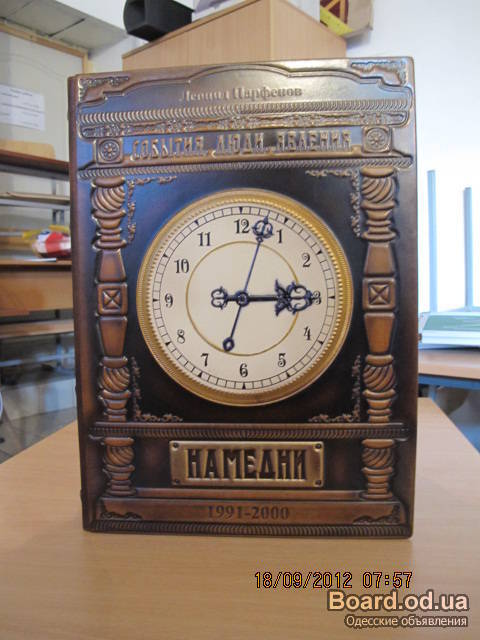 Леонид Парфенов
СОБЫТИЯ, ЛЮДИ, ЯВЛЕНИЯ
12
1
2
3
4
5
6
7
8
9
10
11
НАМЕДНИ
1991-2000
18/09/2012 07:57
Board.od.ua
Одесские объявления